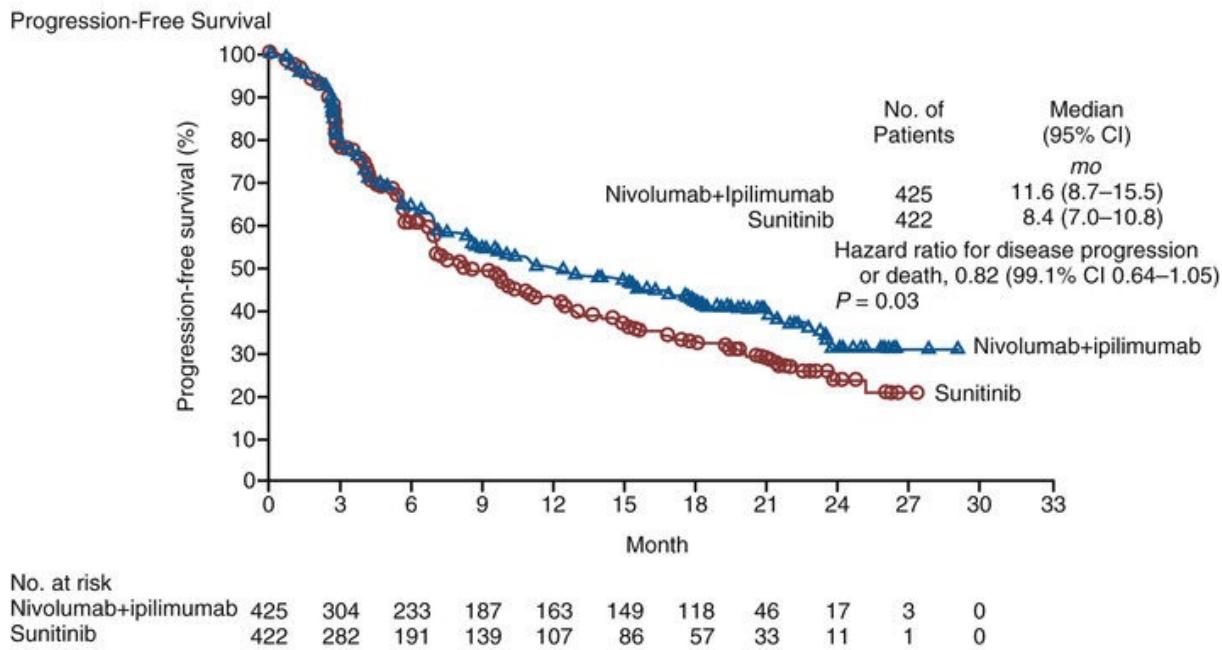 Progression-Free Survival
Progression-free survival (%)
100
90
80
70
60
50
40
30
20
10
0
No. of Patients
Median (95% CI)
mo
Nivolumab+Ipilimumab 425 11.6 (8.7–15.5)
Sunitinib 422 8.4 (7.0–10.8)
Hazard ratio for disease progression
or death, 0.82 (99.1% CI 0.64–1.05)
P = 0.03
Nivolumab+ipilimumab
Sunitinib
0 3 6 9 12 15 18 21 24 27 30 33
Month
No. at risk
Nivolumab+ipilimumab 425 304 233 187 163 149 118 46 17 3 0
Sunitinib 422 282 191 139 107 86 57 33 11 1 0